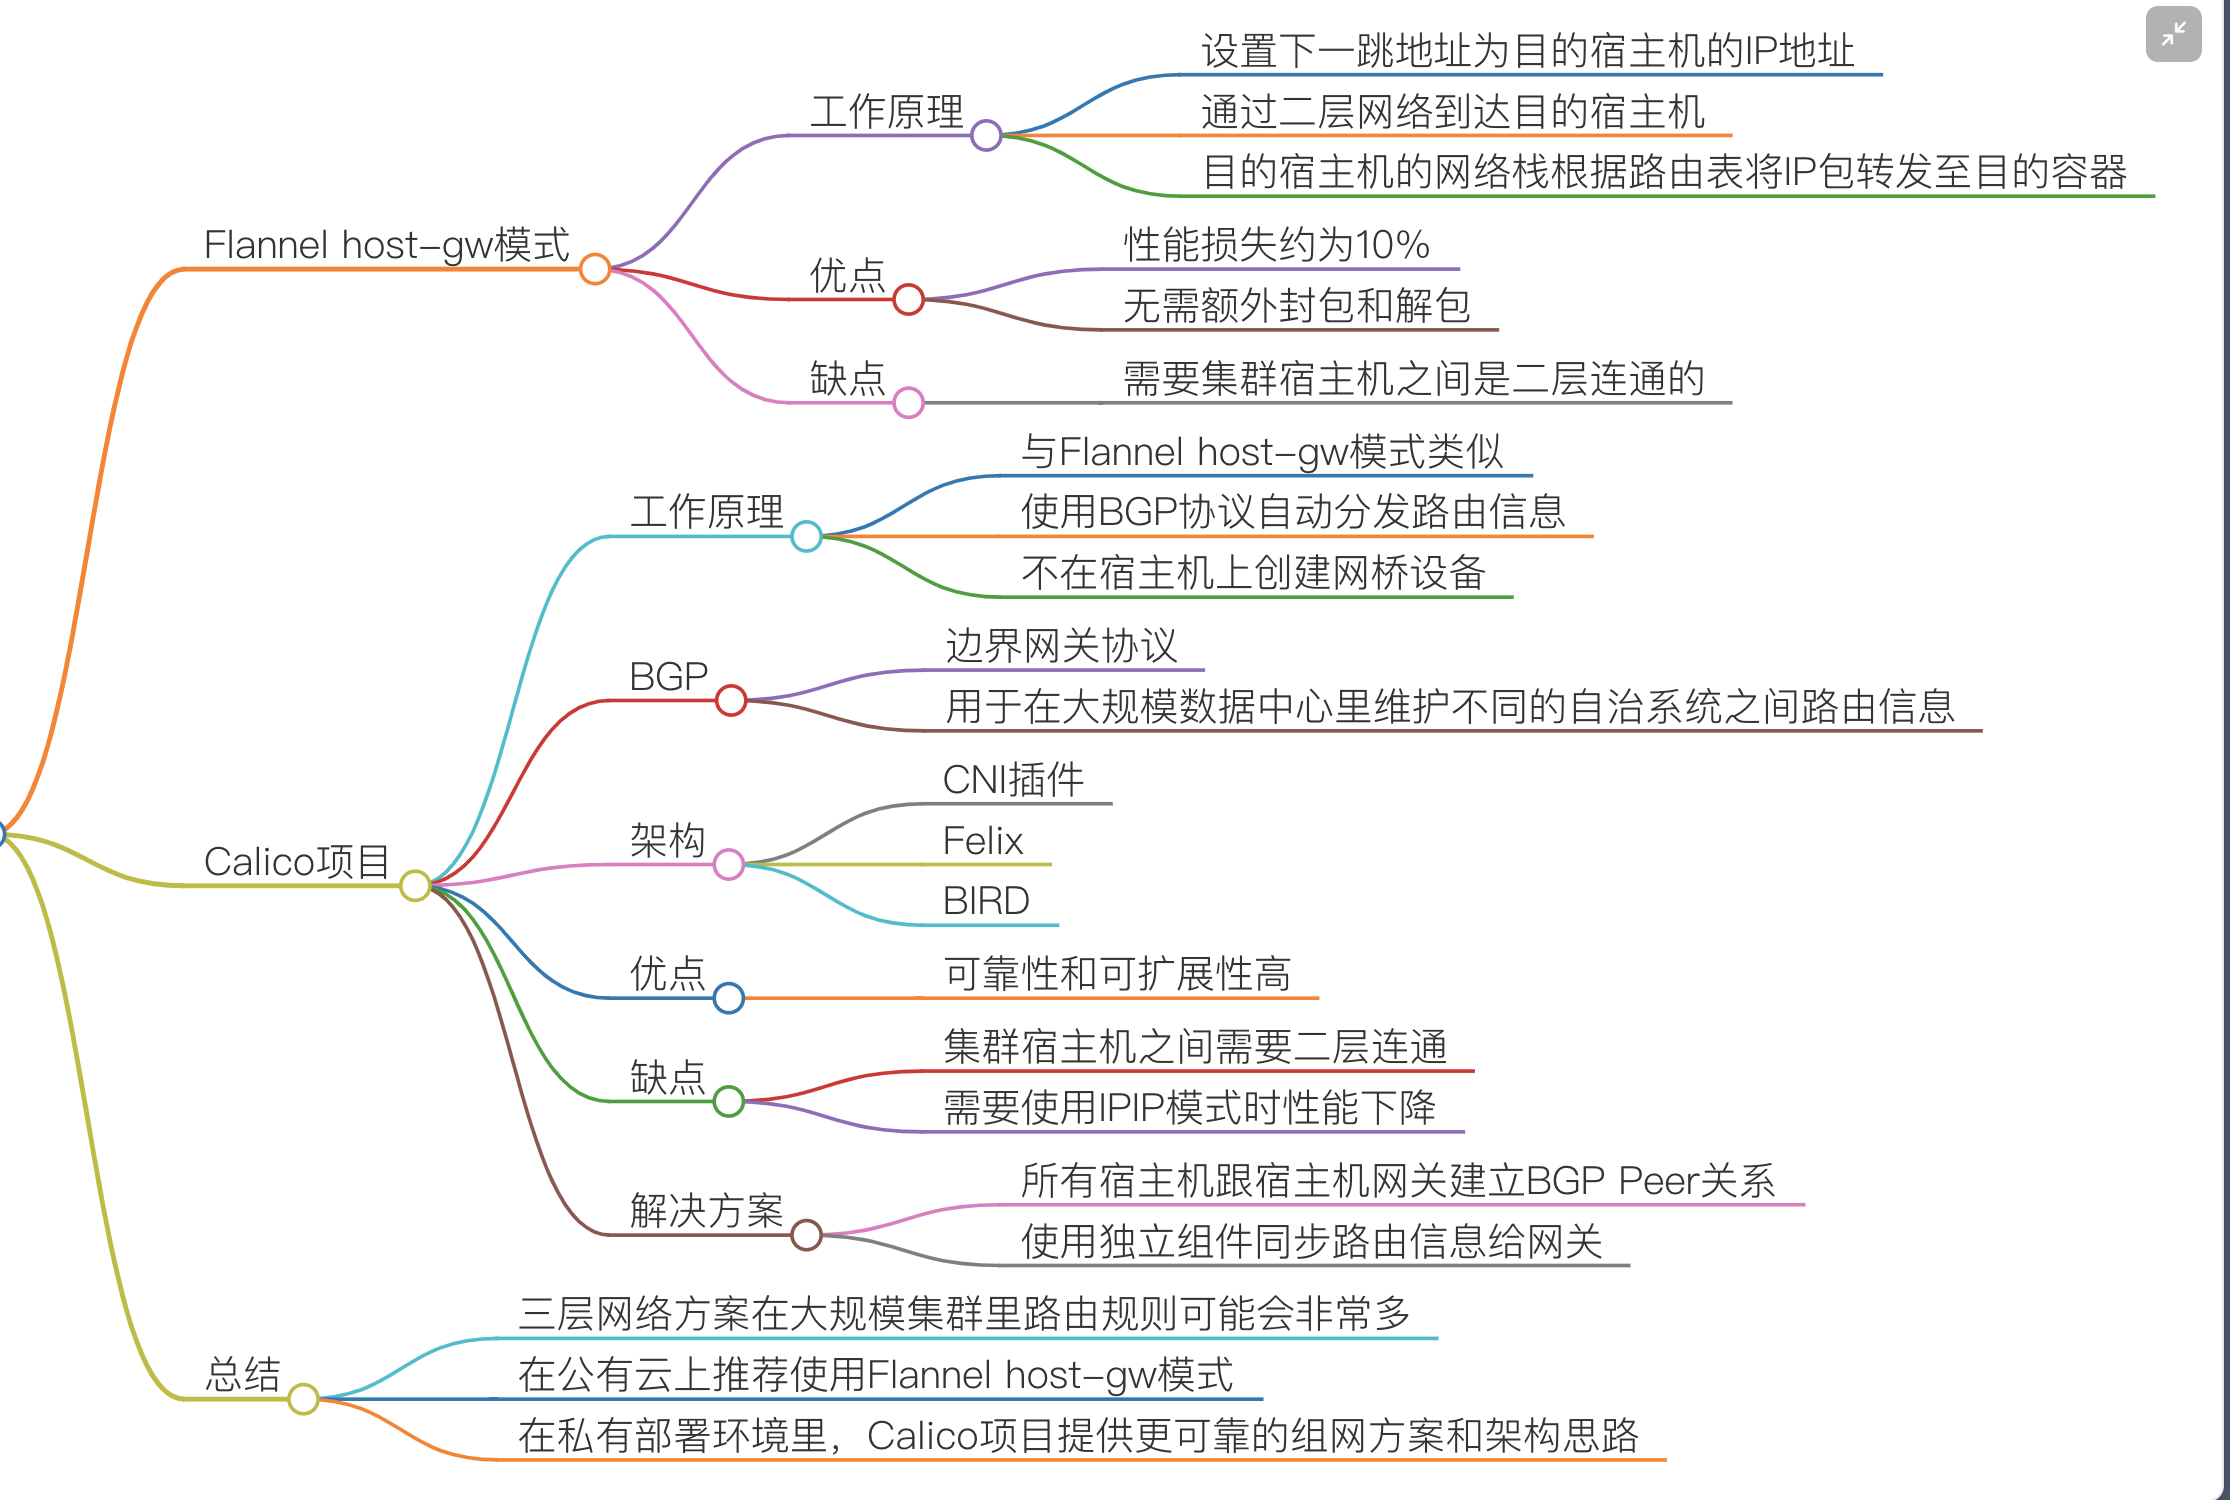 Flannel host-gw模式
工作原理
设置下一跳地址为目的宿主机的IP地址
通过二层网络到达目的宿主机
目的宿主机的网络栈根据路由表将IP包转发至目的容器
优点
性能损失约为10%
无需额外封包和解包
缺点
需要集群宿主机之间是二层连通的
Calico项目
工作原理
与Flannel host-gw模式类似
使用BGP协议自动分发路由信息
不在宿主机上创建网桥设备
BGP
边界网关协议
用于在大规模数据中心里维护不同的自治系统之间路由信息
架构
CNI插件
Felix
BIRD
优点
可靠性和可扩展性高
缺点
集群宿主机之间需要二层连通
需要使用IPIP模式时性能下降
解决方案
所有宿主机跟宿主机网关建立BGP Peer关系
使用独立组件同步路由信息给网关
总结
三层网络方案在大规模集群里路由规则可能会非常多
在公有云上推荐使用Flannel host-gw模式
在私有部署环境里，Calico项目提供更可靠的组网方案和架构思路